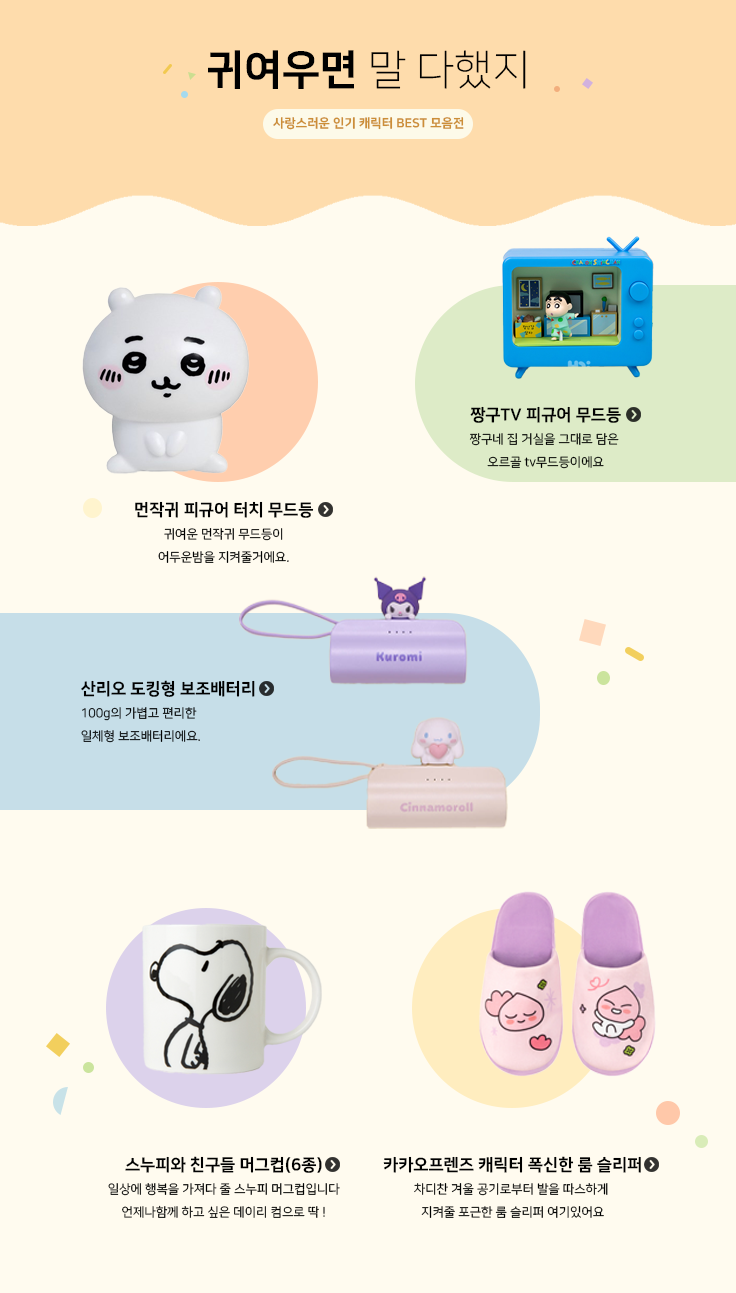 귀여우면 말 다했지
사랑스러운 인기 캐릭터 BEST 모음전
짱구TV 피규어 무드등
짱구네 집 거실을 그대로 담은
오르골 tv무드등이에요
먼작귀 피규어 터치 무드등
귀여운 먼작귀 무드등이
어두운밤을 지켜줄거에요.
Kuromi
산리오 도킹형 보조배터리
100g의 가볍고 편리한
일체형 보조배터리에요.
Cinnamoroll
스누피와 친구들 머그컵(6종)
일상에 행복을 가져다 줄 스누피 머그컵입니다
언제나함께 하고 싶은 데이리 컵으로 딱 !
카카오프렌즈 캐릭터 폭신한 룸 슬리퍼
차디찬 겨울 공기로부터 발을 따스하게
지켜줄 포근한 룸 슬리퍼 여기있어요